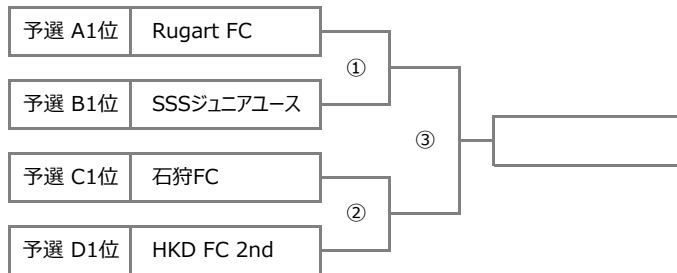 予選 A1位 Rugart FC
①
予選 B1位 SSSジュニアユース
③
予選 C1位 石狩FC
②
予選 D1位 HKD FC 2nd